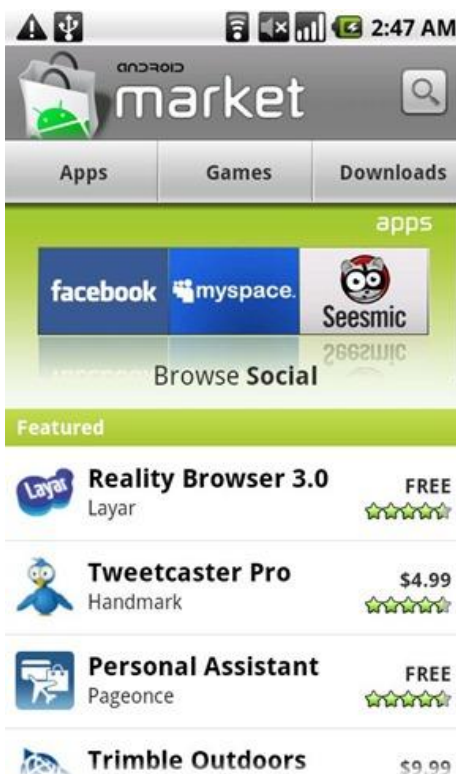 2:47 AM
ANDROID
market
Apps Games Downloads
apps
facebook myspace. Seesmic
Browse Social
Featured
Layar Reality Browser 3.0 FREE
Layar
Tweetcaster Pro $4.99
Handmark
Personal Assistant FREE
Pageonce
Trimble Outdoors $9.99